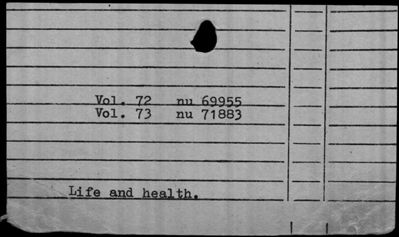 Vol. 72 nu 69955
Vol. 73 nu 71883
Life and health.